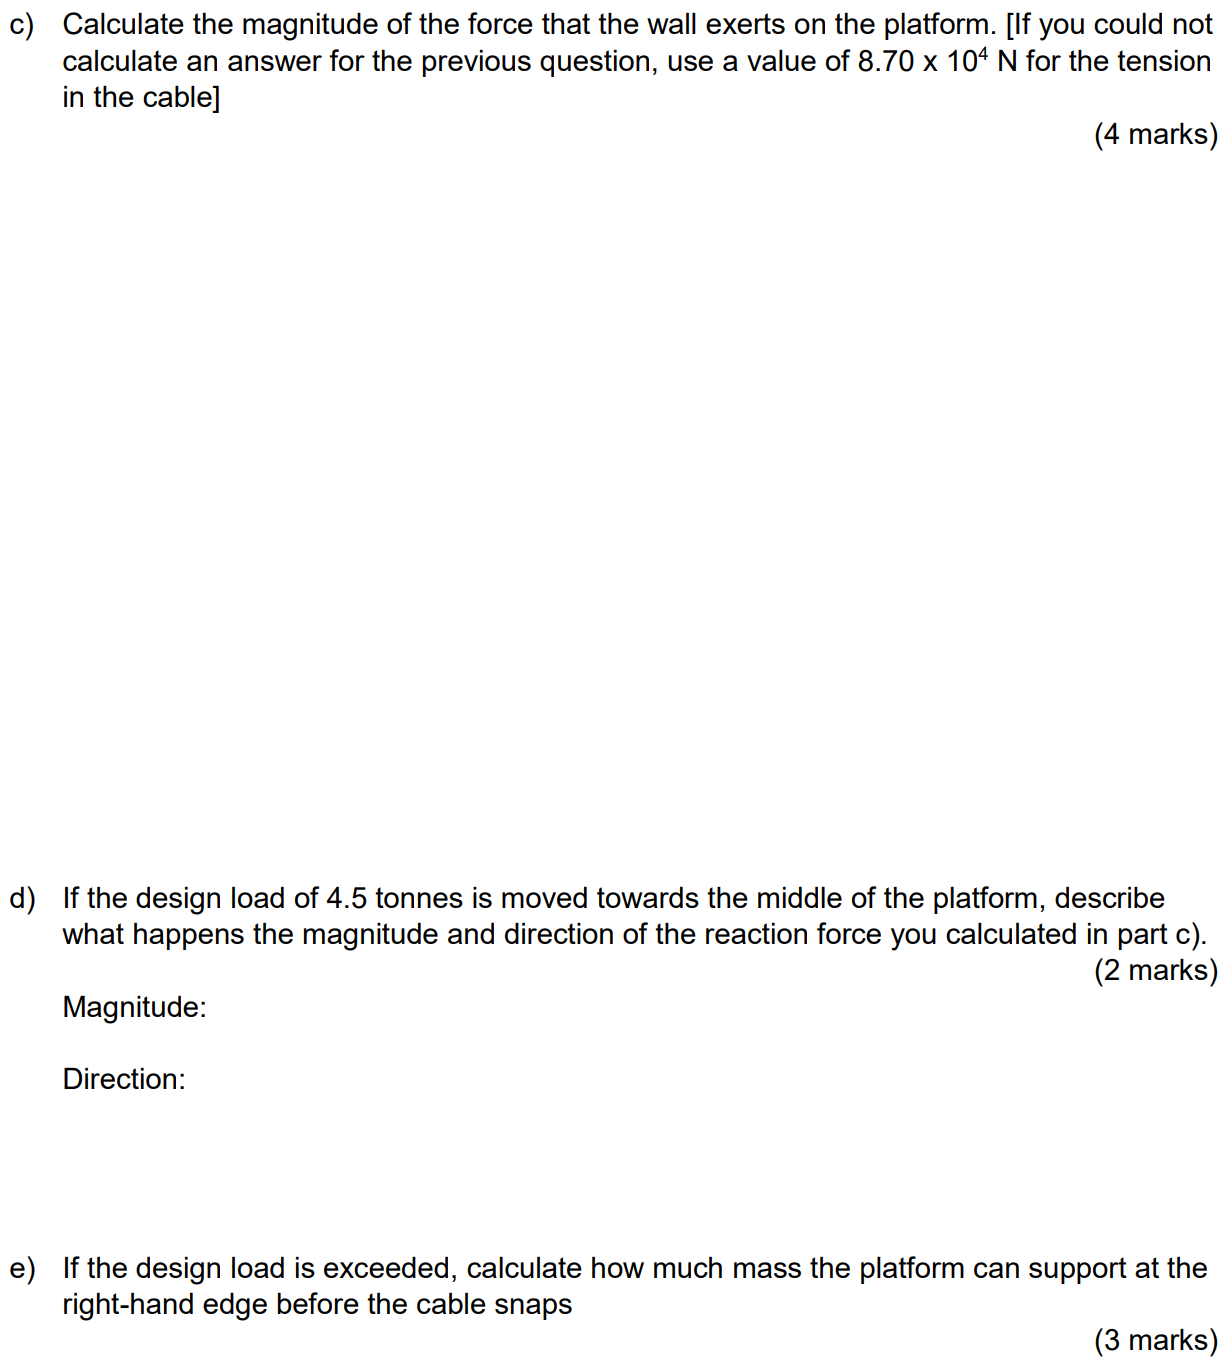 c) Calculate the magnitude of the force that the wall exerts on the platform. [If you could not
calculate an answer for the previous question, use a value of 8.70 x 10⁴ N for the tension
in the cable]
(4 marks)
d) If the design load of 4.5 tonnes is moved towards the middle of the platform, describe
what happens the magnitude and direction of the reaction force you calculated in part c).
(2 marks)
Magnitude:
Direction:
e) If the design load is exceeded, calculate how much mass the platform can support at the
right-hand edge before the cable snaps
(3 marks)